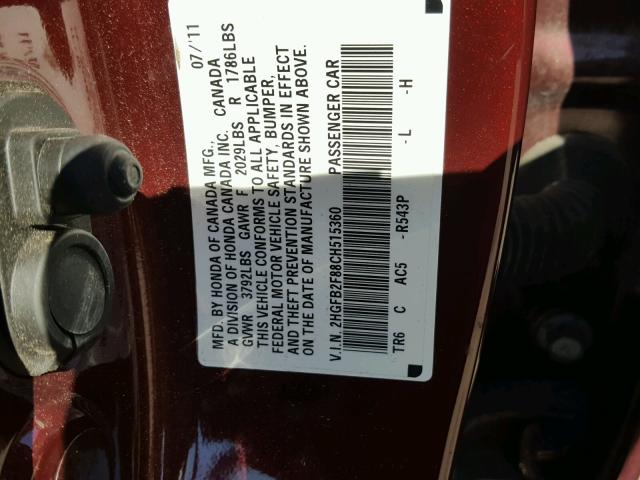 MFD. BY HONDA OF CANADA MFG., 07/'11
A DIVISION OF HONDA CANADA INC. CANADA
GVWR 3792LBS GAWR F 2029LBS R 1786LBS
THIS VEHICLE CONFORMS TO ALL APPLICABLE
FEDERAL MOTOR VEHICLE SAFETY, BUMPER,
AND THEFT PREVENTION STANDARDS IN EFFECT
ON THE DATE OF MANUFACTURE SHOWN ABOVE.
V.I.N. 2HGFB2F88CH515360 PASSENGER CAR
TR6 C AC5 -R543P -L -H